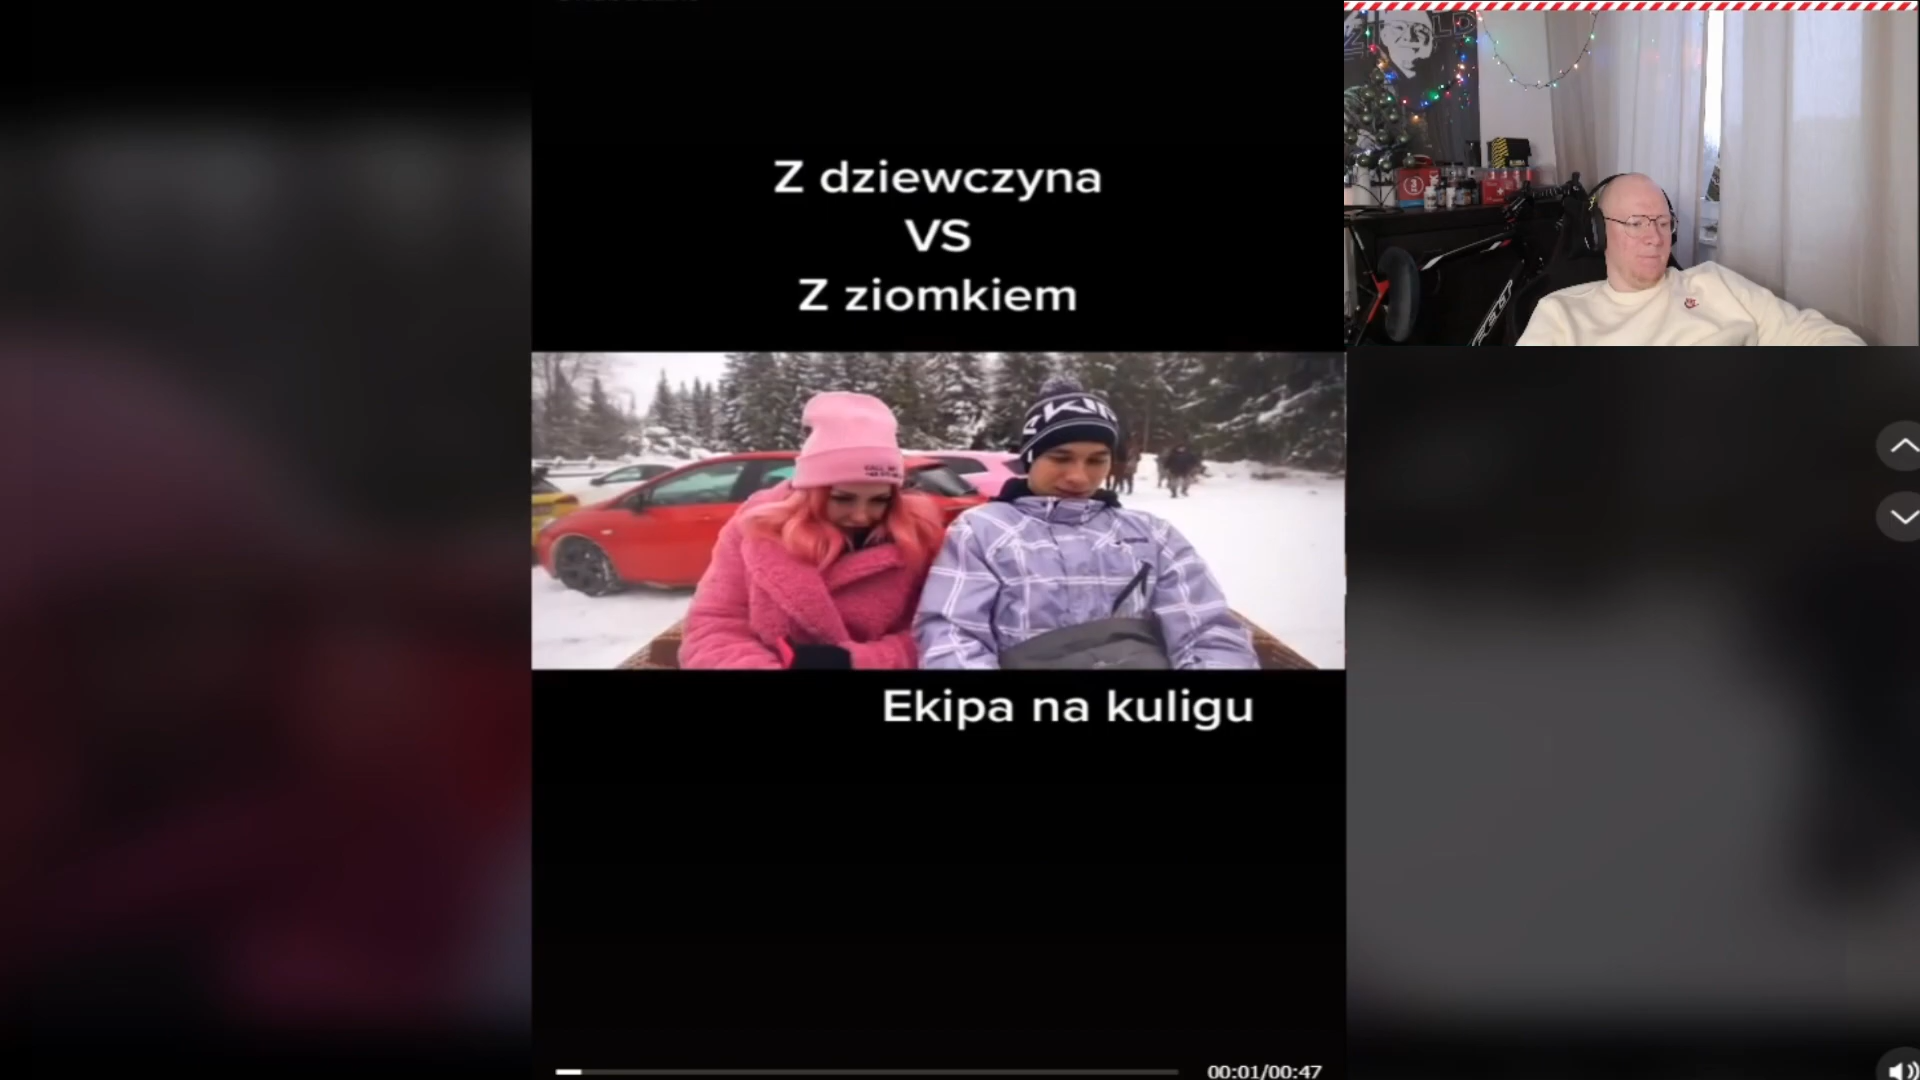 Z dziewczyna
VS
Z ziomkiem
Ekipa na kuligu
00:01/00:47